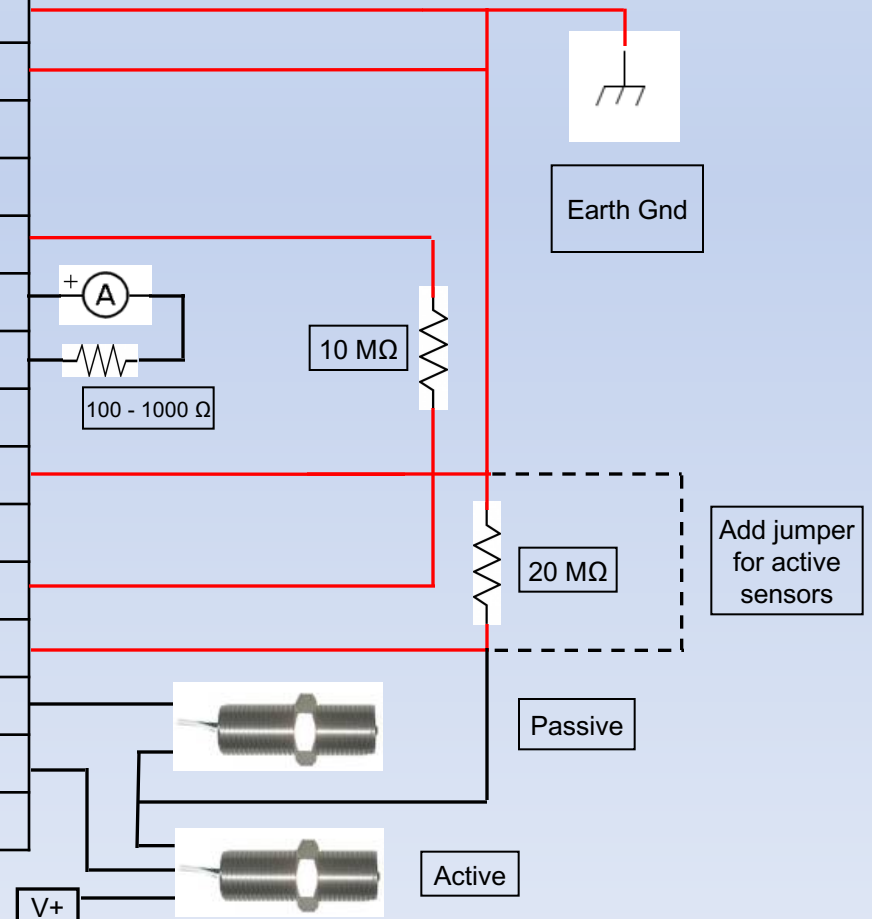 Earth Gnd
+
A
10 MΩ
100 - 1000 Ω
Add jumper
for active
sensors
20 MΩ
Passive
Active
V+